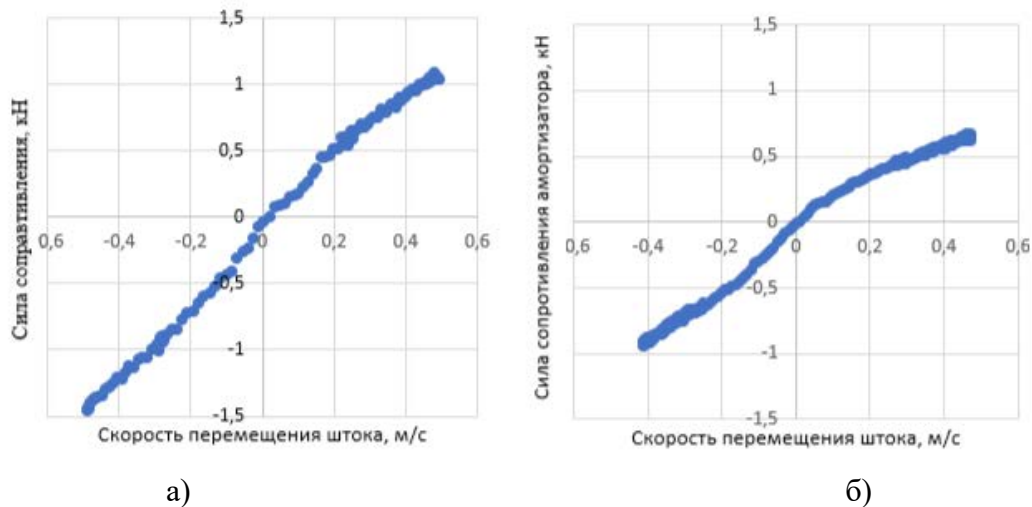 1,5
1
0,5
0
0,6 -0,4 -0,2 0 0,2 0,4 0,6
-0,5
-1
-1,5
Сила соправтивления, кН
Скорость перемещения штока, м/с
а)
1,5
1
0,5
0
0,6 -0,4 -0,2 0 0,2 0,4 0,6
-0,5
-1
-1,5
Сила сопротивления амортизатора, кН
Скорость перемещения штока, м/с
б)